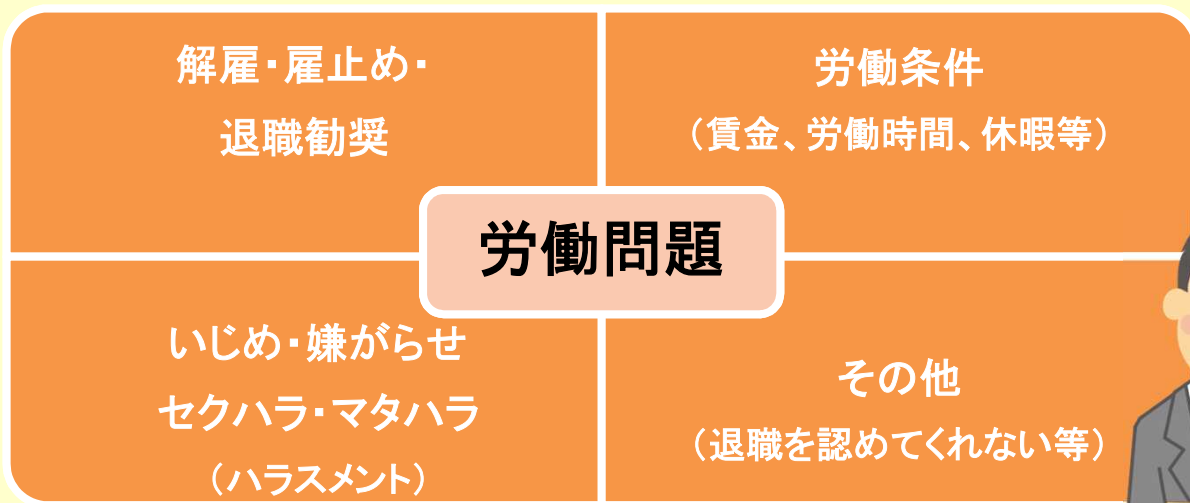 解雇・雇止め・
退職勧奨
労働条件
（賃金、労働時間、休暇等）
労働問題
いじめ・嫌がらせ
セクハラ・マタハラ
（ハラスメント）
その他
（退職を認めてくれない等）